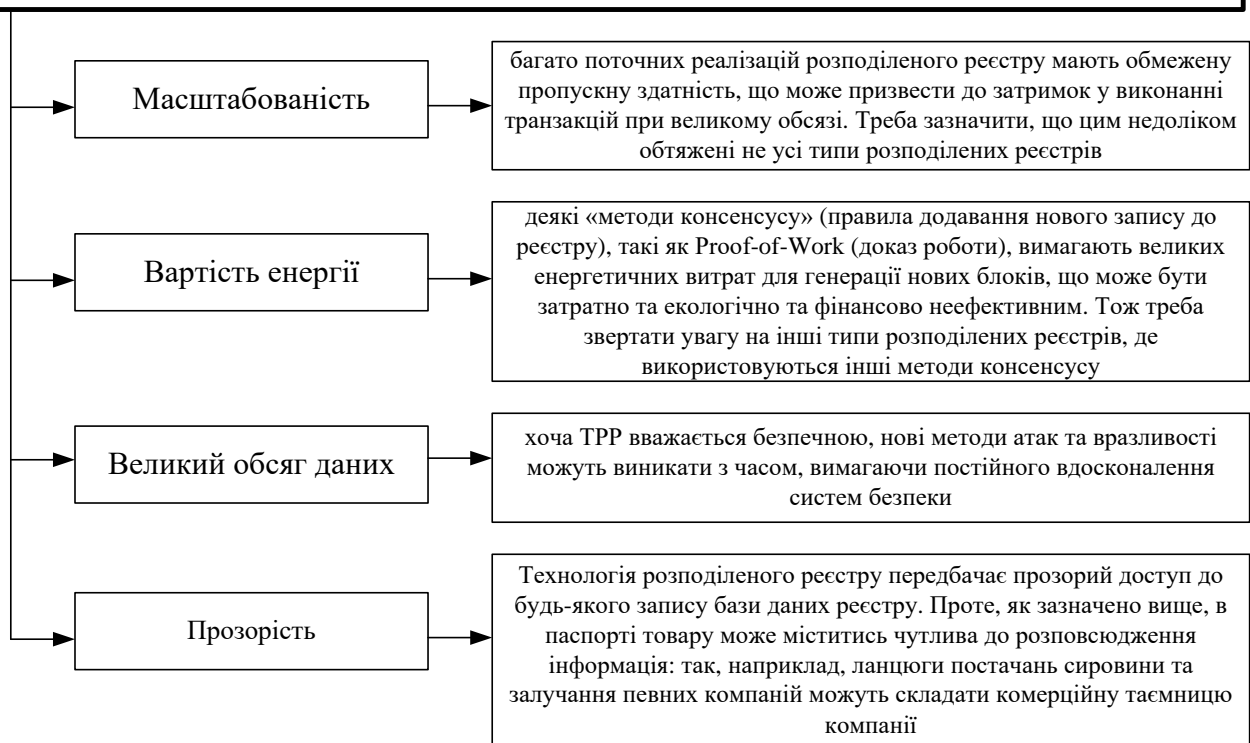 Масштабованість
багато поточних реалізацій розподіленого реєстру мають обмежену
пропускну здатність, що може призвести до затримок у виконанні
транзакцій при великому обсязі. Треба зазначити, що цим недоліком
обтяжені не усі типи розподілених реєстрів
Вартість енергії
деякі «методи консенсусу» (правила додавання нового запису до
реєстру), такі як Proof-of-Work (доказ роботи), вимагають великих
енергетичних витрат для генерації нових блоків, що може бути
затратно та екологічно та фінансово неефективним. Тож треба
звертати увагу на інші типи розподілених реєстрів, де
використовуються інші методи консенсусу
Великий обсяг даних
хоча ТРР вважається безпечною, нові методи атак та вразливості
можуть виникати з часом, вимагаючи постійного вдосконалення
систем безпеки
Прозорість
Технологія розподіленого реєстру передбачає прозорий доступ до
будь-якого запису бази даних реєстру. Проте, як зазначено вище, в
паспорті товару може міститись чутлива до розповсюдження
інформація: так, наприклад, ланцюги постачань сировини та
залучання певних компаній можуть складати комерційну таємницю
компанії